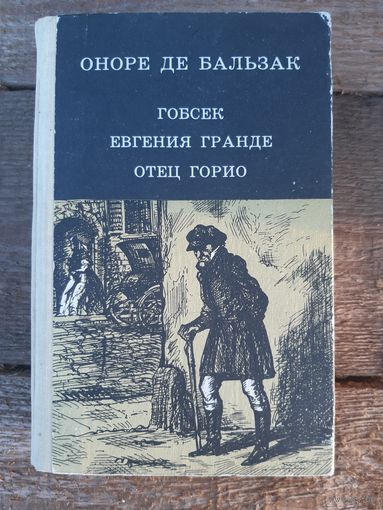 ОНОРЕ ДЕ БАЛЬЗАК
ГОБСЕК
ЕВГЕНИЯ ГРАНДЕ
ОТЕЦ ГОРИО